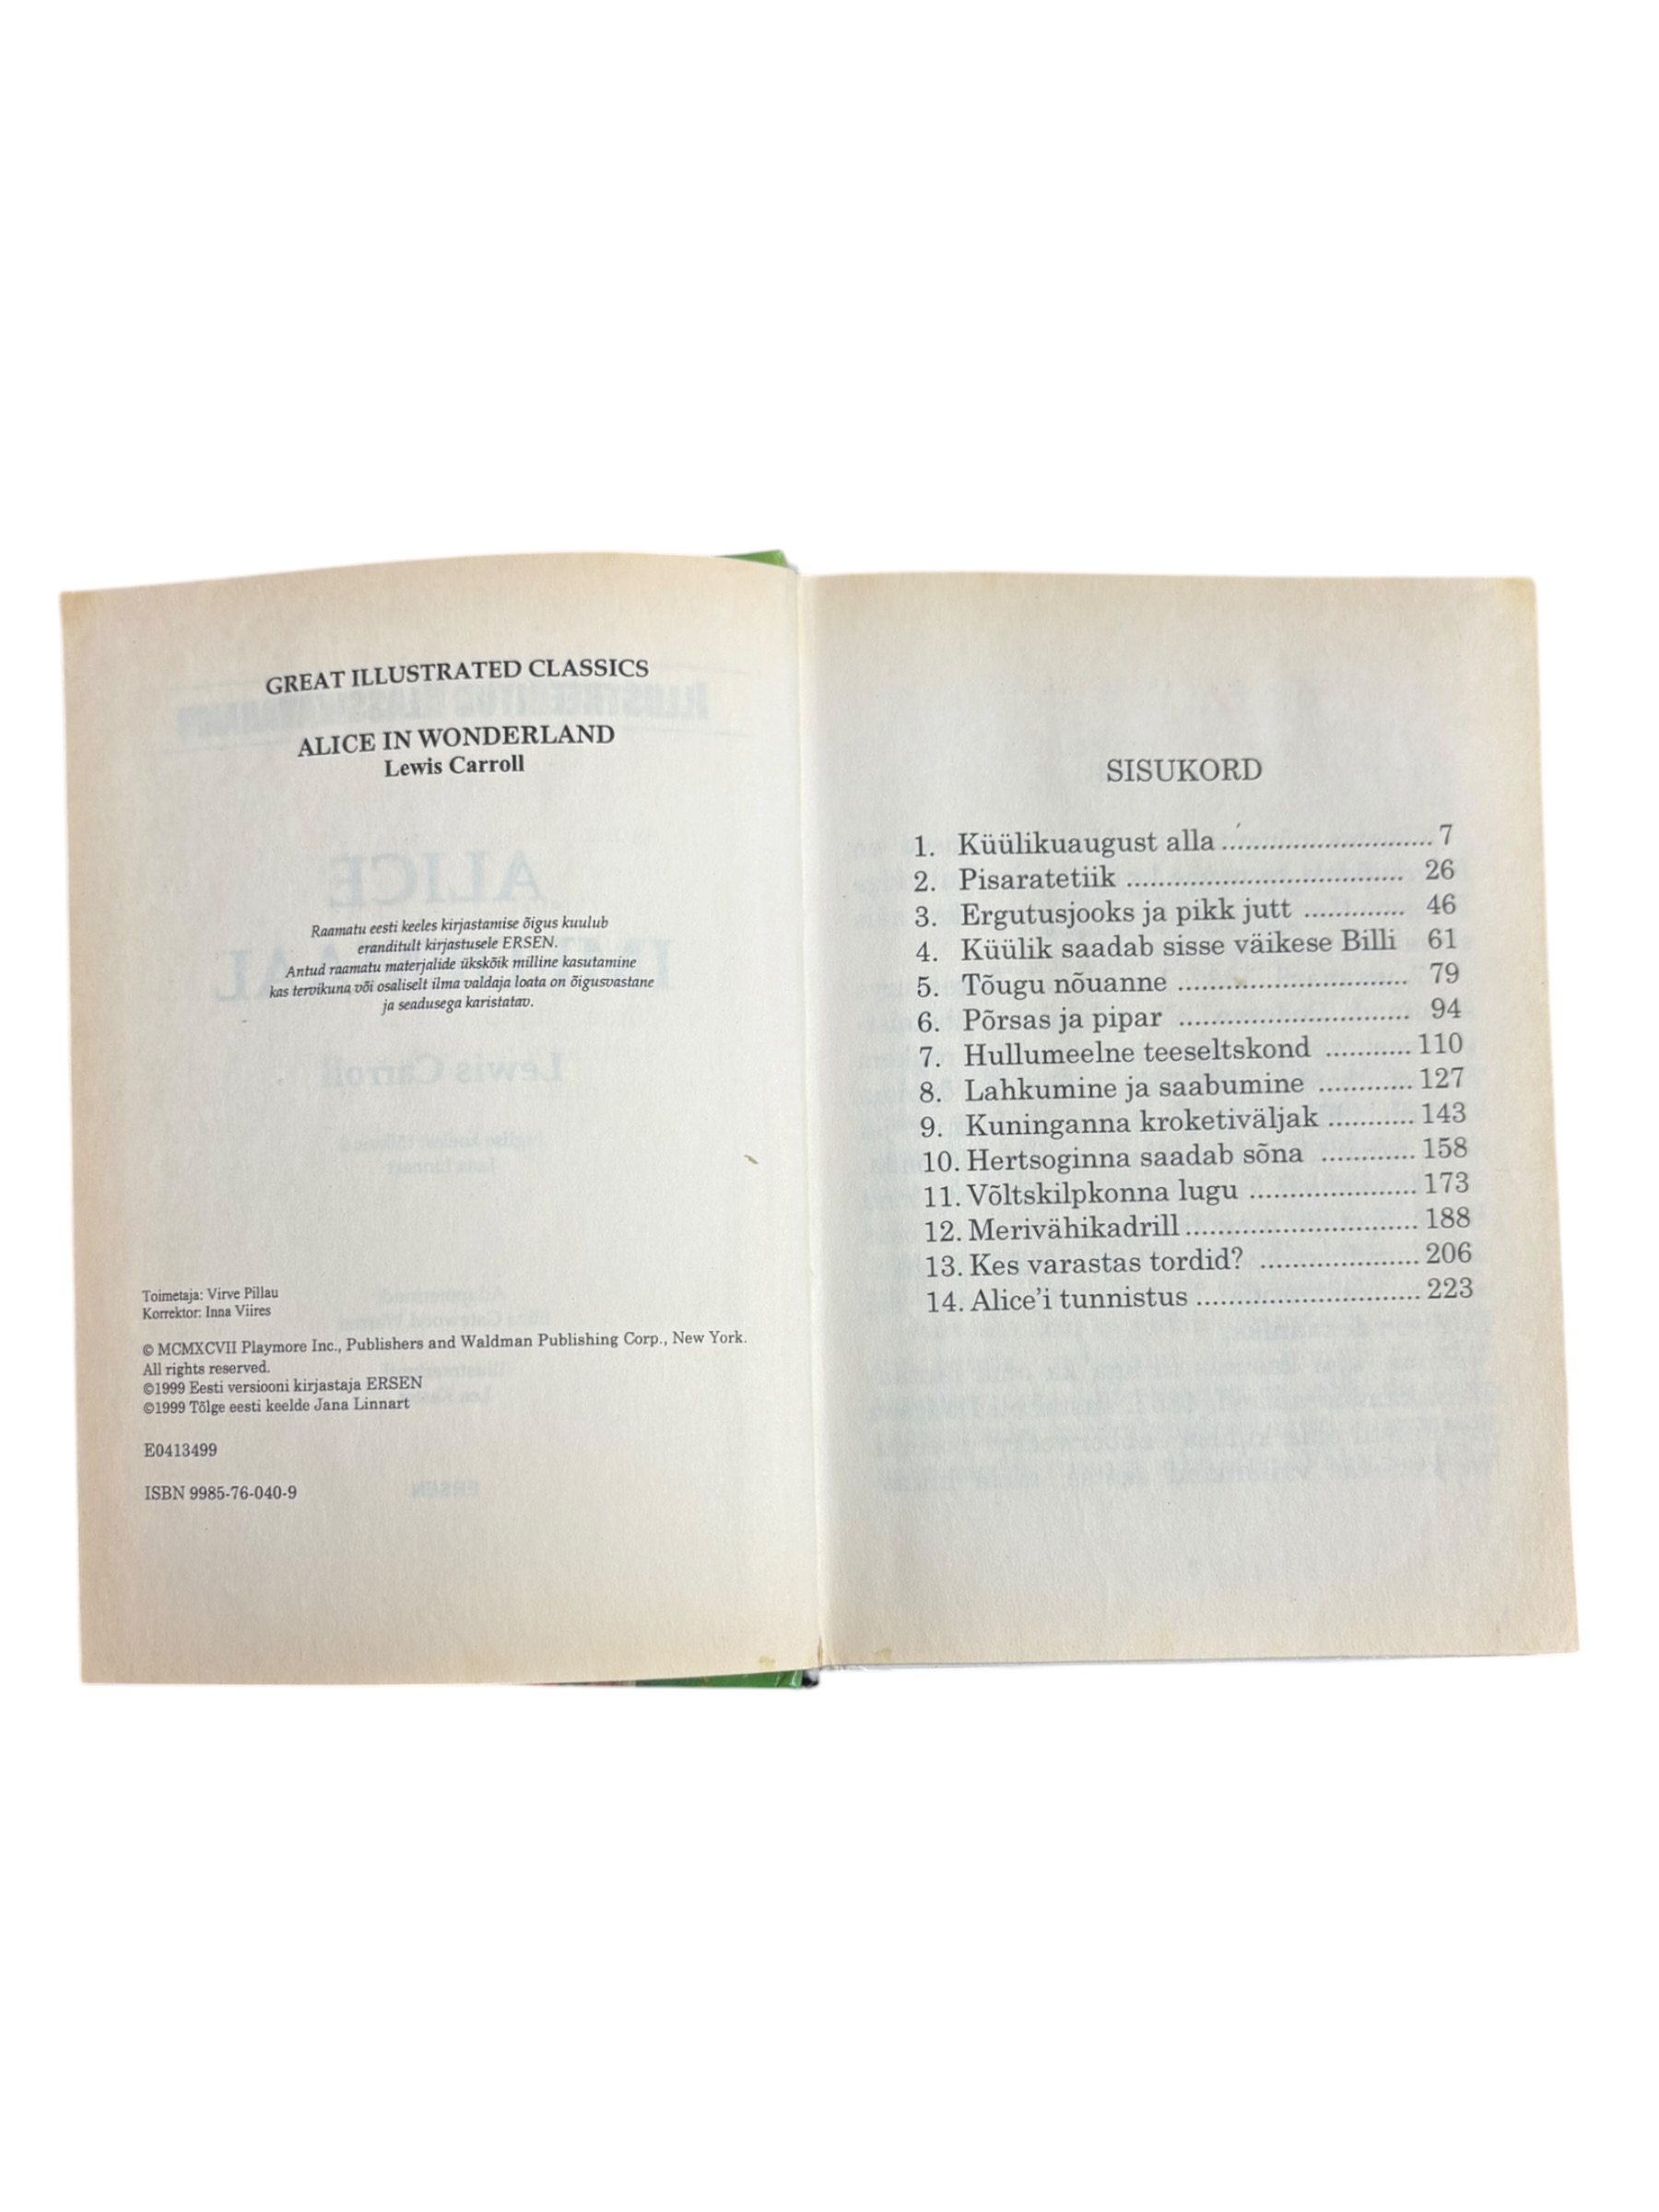 GREAT ILLUSTRATED CLASSICS
ALICE IN WONDERLAND
Lewis Carroll
Raamatu eesti keeles kirjastamise õigus kuulub
eranditult kirjastusele ERSEN.
Antud raamatu materjalide ükskõik milline kasutamine
kas tervikuna või osaliselt ilma valdaja loata on õigusvastane
ja seadusega karistatav.
Toimetaja: Virve Pillau
Korrektor: Inna Viires
© MCMXCVII Playmore Inc., Publishers and Waldman Publishing Corp., New York.
All rights reserved.
©1999 Eesti versiooni kirjastaja ERSEN
©1999 Tõlge eesti keelde Jana Linnart
E0413499
ISBN 9985-76-040-9
SISUKORD
1. Küülikuaugust alla ........................... 7
2. Pisaratetiik ................................... 26
3. Ergutusjooks ja pikk jutt ............. 46
4. Küülik saadab sisse väikese Billi 61
5. Tõugu nõuanne ............................. 79
6. Põrsas ja pipar ............................. 94
7. Hullumeelne teeseltskond ........... 110
8. Lahkumine ja saabumine ............ 127
9. Kuninganna kroketiväljak ........... 143
10. Hertsoginna saadab sõna ............ 158
11. Võltskilpkonna lugu ..................... 173
12. Merivähikadrill ............................. 188
13. Kes varastas tordid? .................... 206
14. Alice'i tunnistus ............................ 223